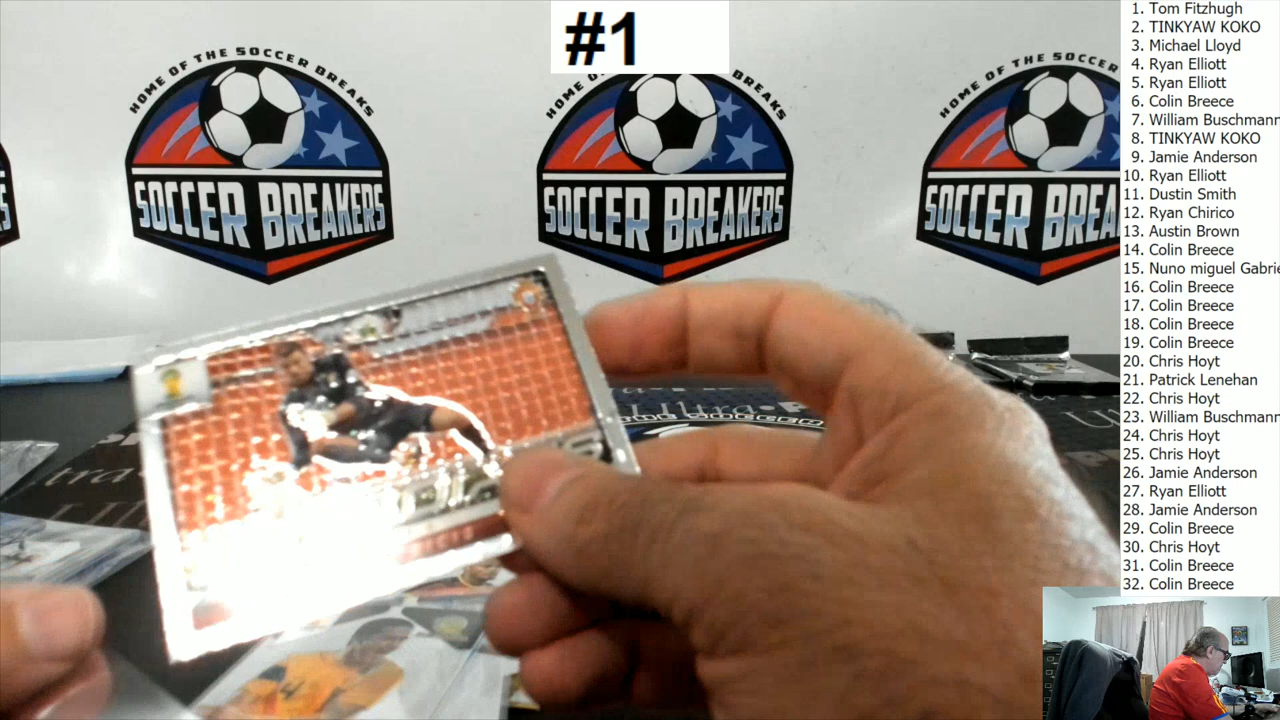 #1
HOME OF THE SOCCER BREAKS
SOCCER BREAKERS
HOME OF BREAKS
SOCCER BREAKERS
HOME OF THE SOCCER
SOCCER BREA
1. Tom Fitzhugh
2. TINKYAW KOKO
3. Michael Lloyd
4. Ryan Elliott
5. Ryan Elliott
6. Colin Breece
7. William Buschmann
8. TINKYAW KOKO
9. Jamie Anderson
10. Ryan Elliott
11. Dustin Smith
12. Ryan Chirico
13. Austin Brown
14. Colin Breece
15. Nuno miguel Gabrie
16. Colin Breece
17. Colin Breece
18. Colin Breece
19. Colin Breece
20. Chris Hoyt
21. Patrick Lenehan
22. Chris Hoyt
23. William Buschmann
24. Chris Hoyt
25. Chris Hoyt
26. Jamie Anderson
27. Ryan Elliott
28. Jamie Anderson
29. Colin Breece
30. Chris Hoyt
31. Colin Breece
32. Colin Breece